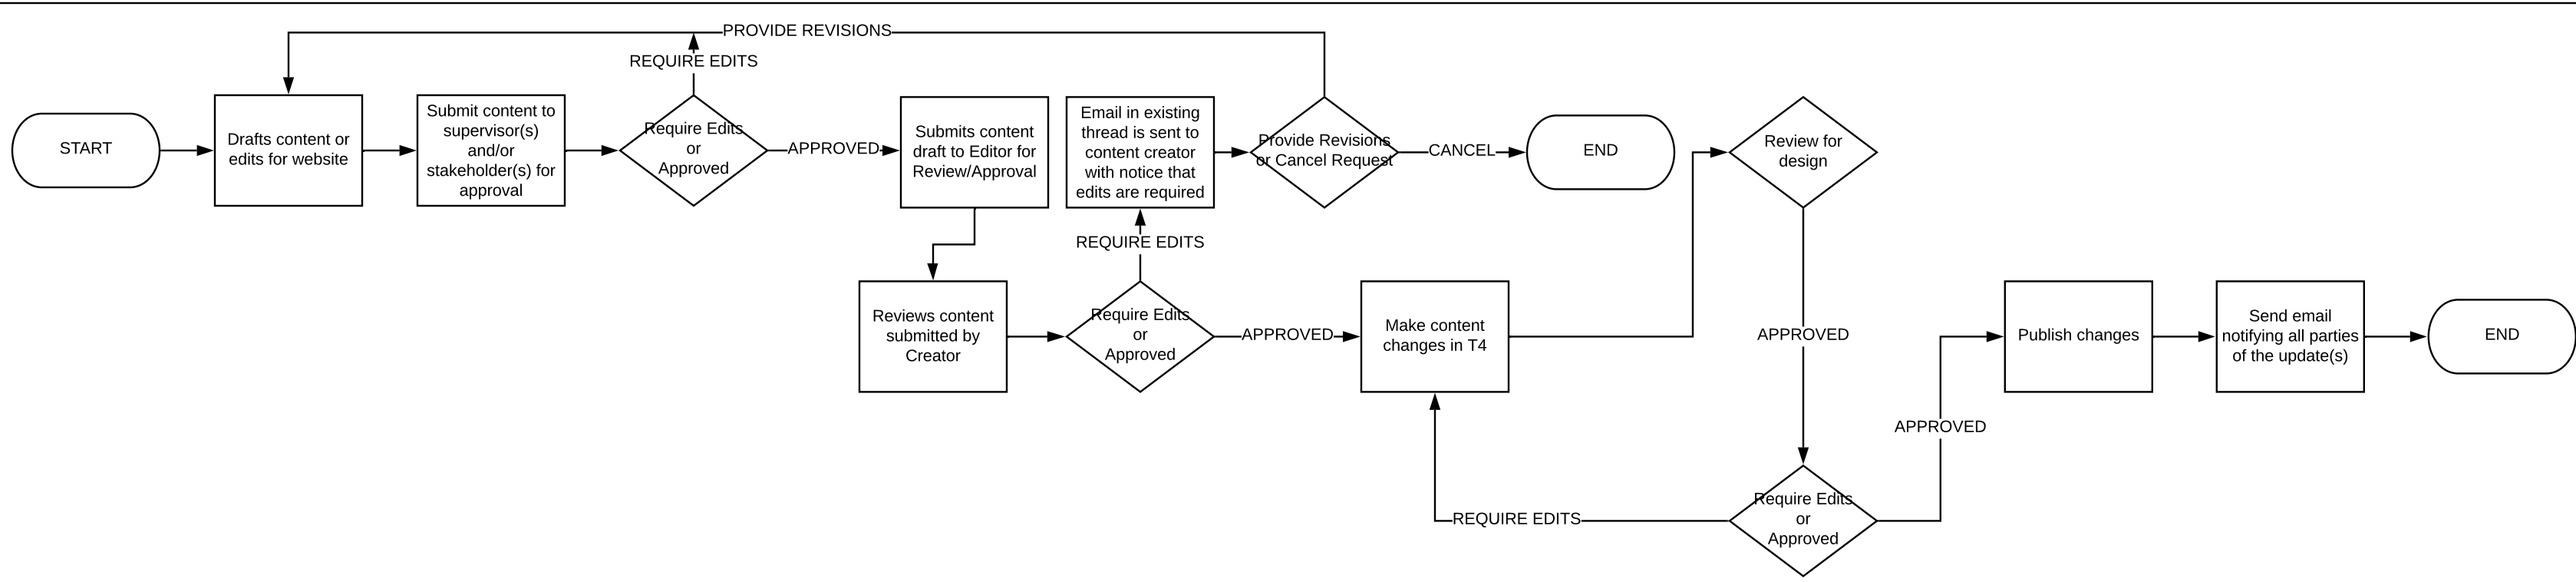 PROVIDE REVISIONS
REQUIRE EDITS
START
Drafts content or
edits for website
Submit content to
supervisor(s)
and/or
stakeholder(s) for
approval
Require Edits
or
Approved
APPROVED
Submits content
draft to Editor for
Review/Approval
Email in existing
thread is sent to
content creator
with notice that
edits are required
Provide Revisions
or Cancel Request
CANCEL
END
Review for
design
REQUIRE EDITS
Reviews content
submitted by
Creator
Require Edits
or
Approved
APPROVED
Make content
changes in T4
APPROVED
Publish changes
Send email
notifying all parties
of the update(s)
END
APPROVED
REQUIRE EDITS
Require Edits
or
Approved